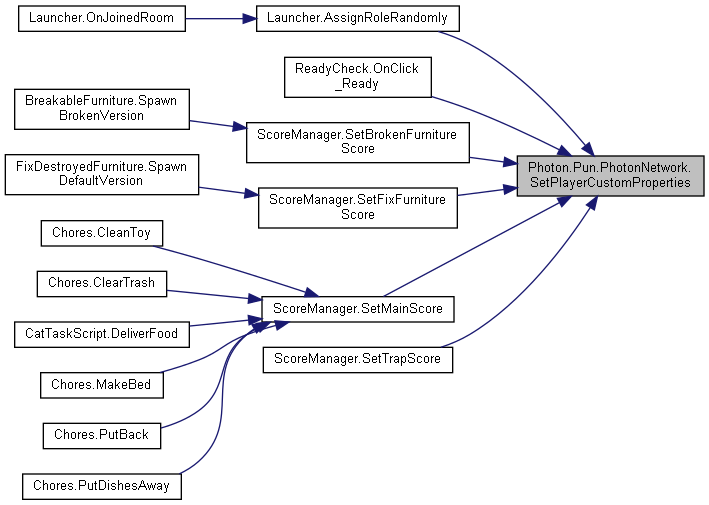 Launcher.OnJoinedRoom
Launcher.AssignRoleRandomly
ReadyCheck.OnClick
_Ready
BreakableFurniture.Spawn
BrokenVersion
ScoreManager.SetBrokenFurniture
Score
FixDestroyedFurniture.Spawn
DefaultVersion
Photon.Pun.PhotonNetwork.
SetPlayerCustomProperties
ScoreManager.SetFixFurniture
Score
Chores.CleanToy
Chores.ClearTrash
ScoreManager.SetMainScore
CatTaskScript.DeliverFood
ScoreManager.SetTrapScore
Chores.MakeBed
Chores.PutBack
Chores.PutDishesAway